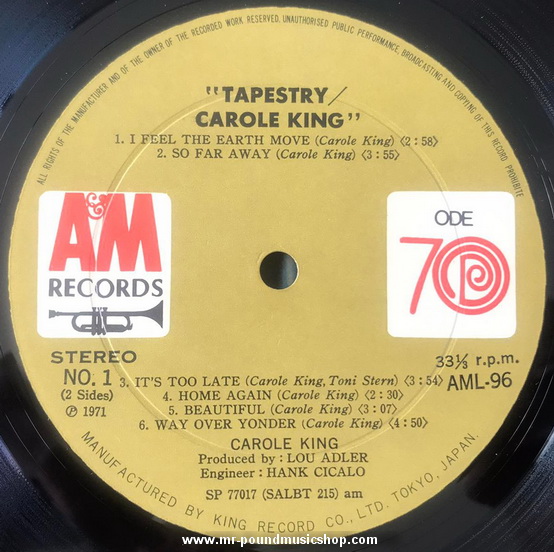 ALL RIGHTS OF THE MANUFACTURER AND OF THE OWNER OF THE RECORDED WORK RESERVED. UNAUTHORISED PUBLIC PERFORMANCE, BROADCASTING AND COPYING OF THIS RECORD PROHIBITE
"TAPESTRY/
CAROLE KING"
1. I FEEL THE EARTH MOVE (Carole King) 〈2:58〉
2. SO FAR AWAY (Carole King) 〈3:55〉
A&M
RECORDS
ODE
70
STEREO
33⅓ r.p.m.
NO. 1
AML-96
(2 Sides)
℗ 1971
3. IT'S TOO LATE (Carole King, Toni Stern) 〈3:54〉
4. HOME AGAIN (Carole King) 〈2:30〉
5. BEAUTIFUL (Carole King) 〈3:07〉
6. WAY OVER YONDER (Carole King) 〈4:50〉
CAROLE KING
Produced by : LOU ADLER
Engineer : HANK CICALO
SP 77017 (SALBT 215) am
MANUFACTURED BY KING RECORD CO., LTD. TOKYO, JAPAN.
www.mr-poundmusicshop.com